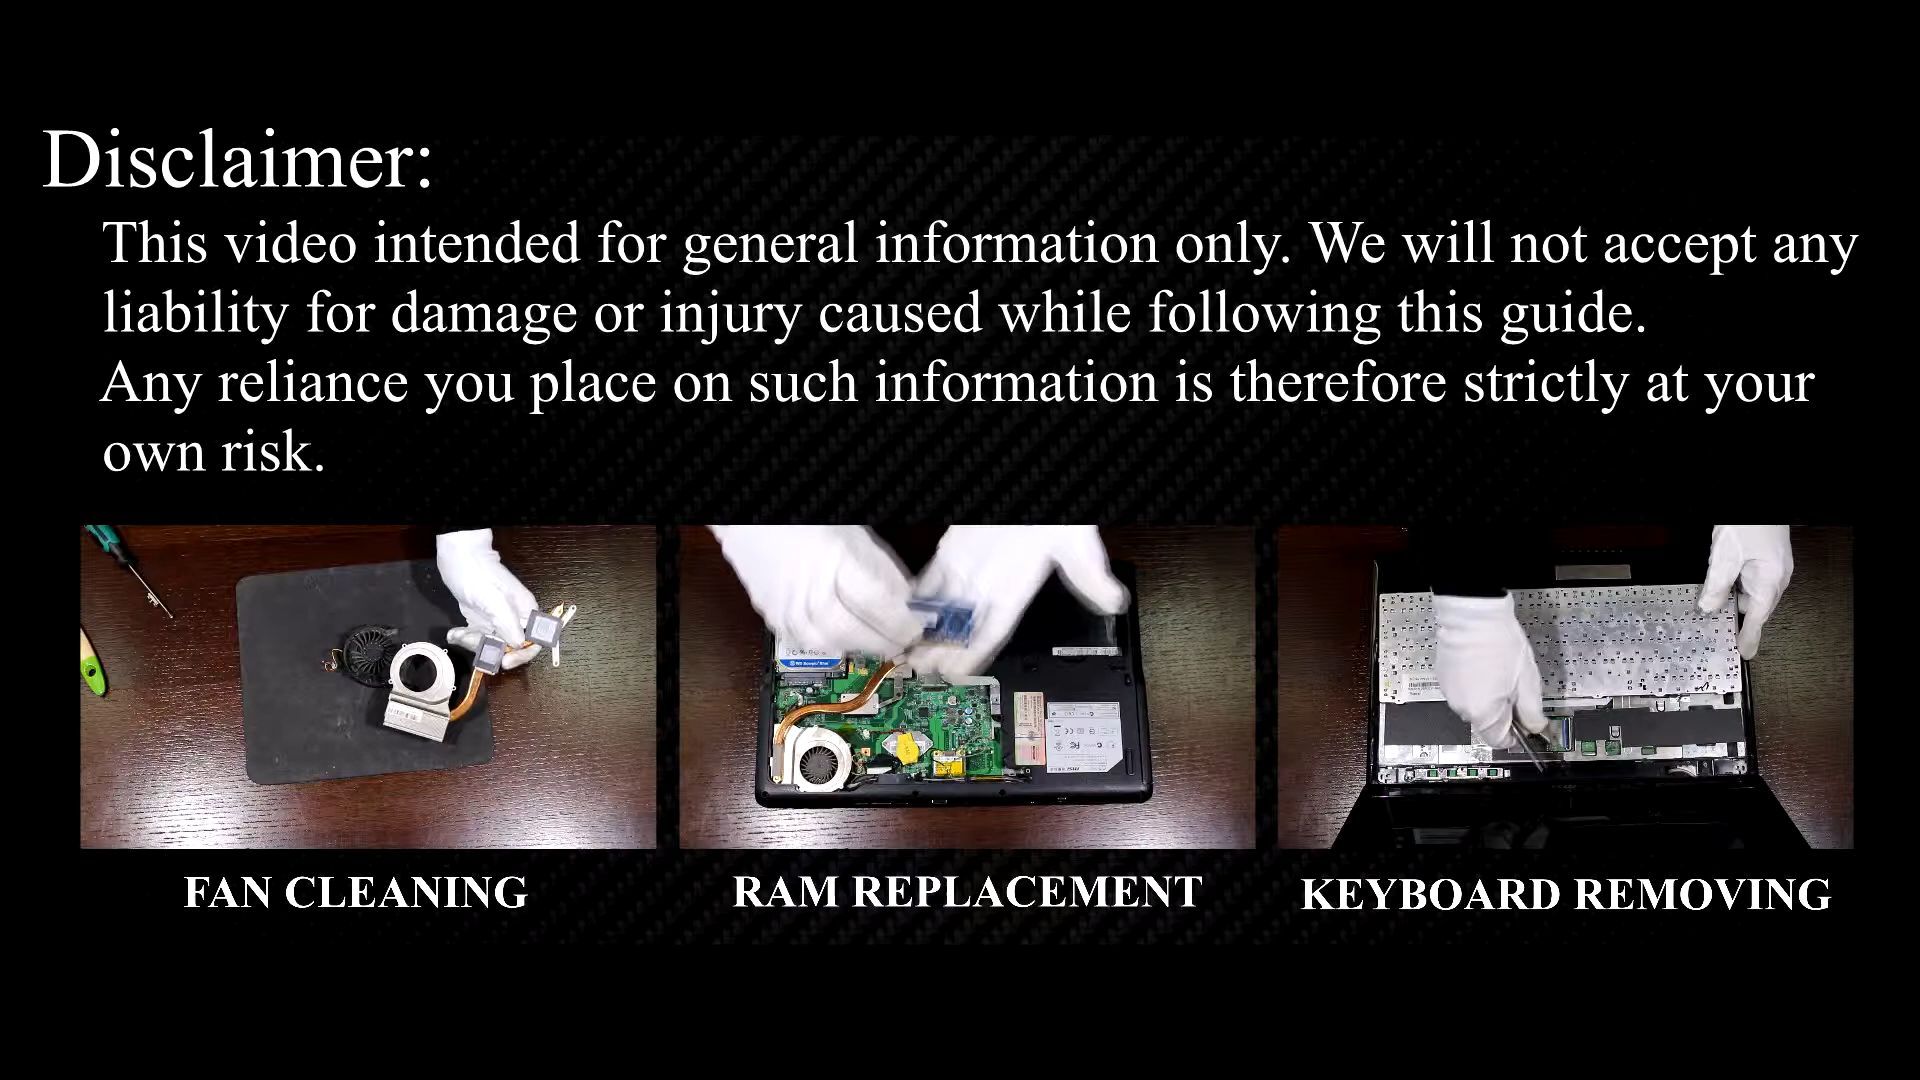 Disclaimer:
This video intended for general information only. We will not accept any
liability for damage or injury caused while following this guide.
Any reliance you place on such information is therefore strictly at your
own risk.
FAN CLEANING
RAM REPLACEMENT
KEYBOARD REMOVING